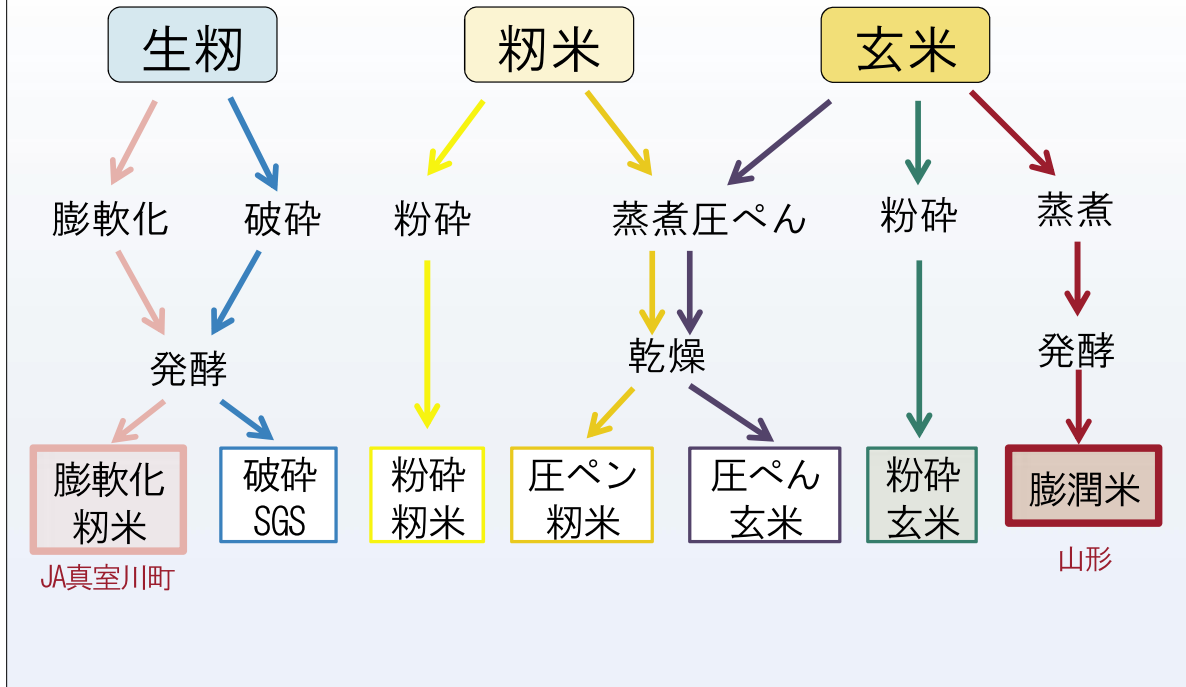 生籾
籾米
玄米
膨軟化
破砕
粉砕
蒸煮圧ぺん
粉砕
蒸煮
発酵
乾燥
発酵
膨軟化
籾米
破砕
SGS
粉砕
籾米
圧ペン
籾米
圧ぺん
玄米
粉砕
玄米
膨潤米
JA真室川町
山形